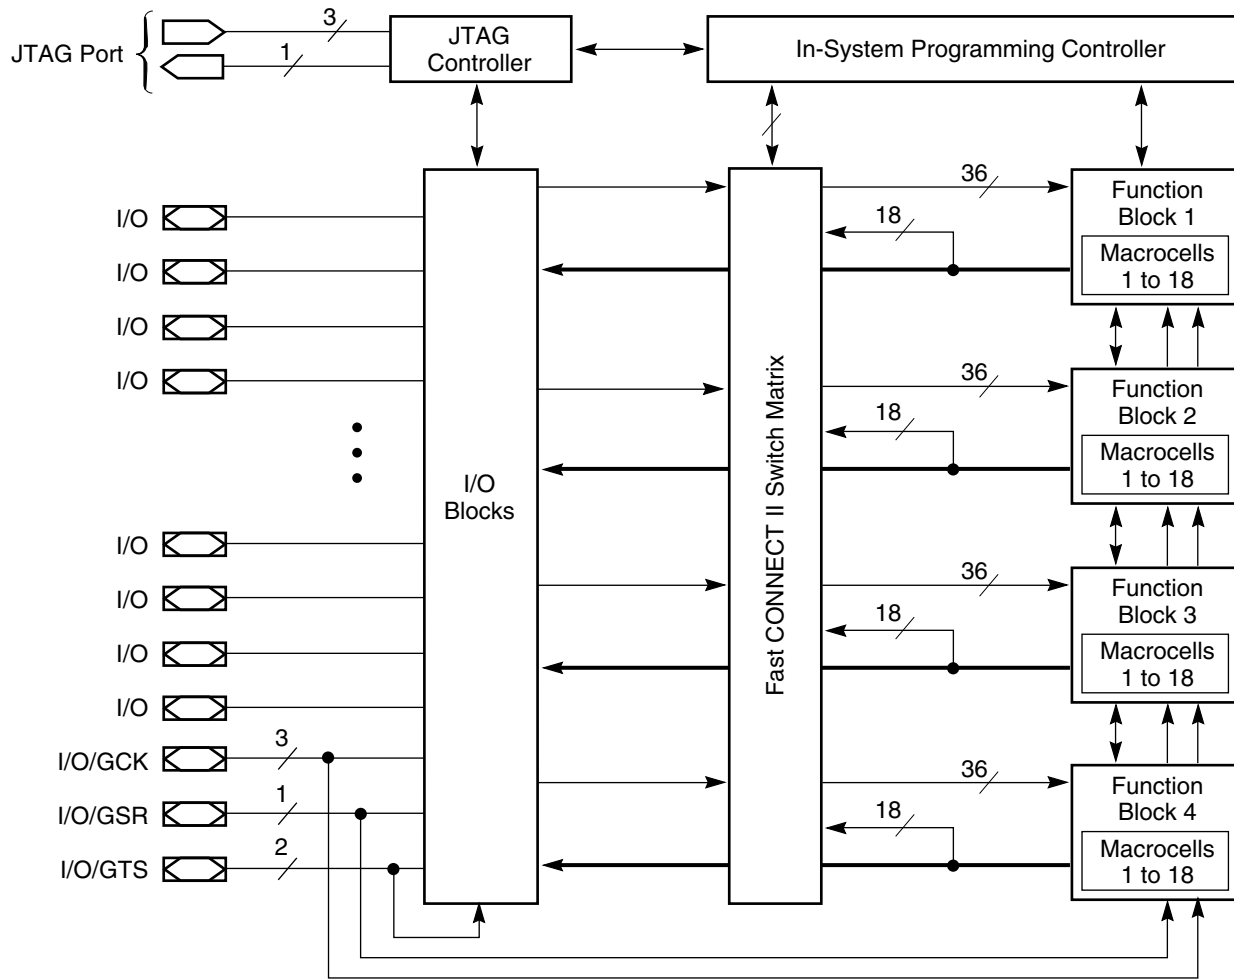 JTAG Port
3
1
JTAG
Controller
In-System Programming Controller
I/O
I/O
I/O
I/O
I/O
I/O
I/O
I/O
I/O/GCK
3
I/O/GSR
1
I/O/GTS
2
I/O
Blocks
Fast CONNECT II Switch Matrix
36
18
Function
Block 1
Macrocells
1 to 18
36
18
Function
Block 2
Macrocells
1 to 18
36
18
Function
Block 3
Macrocells
1 to 18
36
18
Function
Block 4
Macrocells
1 to 18